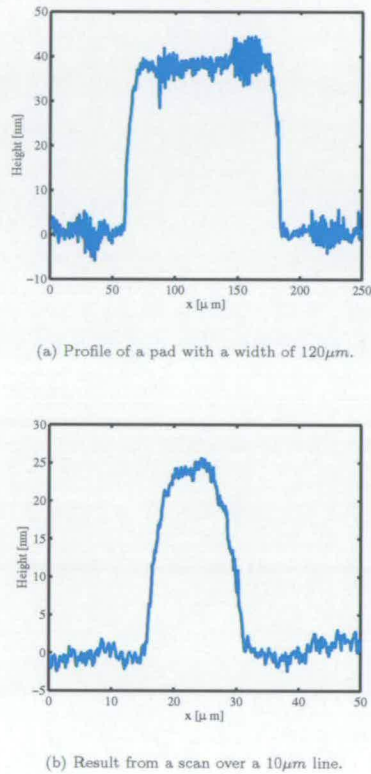 50
40
30
20
10
0
−10
Height [nm]
0 50 100 150 200 250
x [μ m]
(a) Profile of a pad with a width of 120μm.
30
25
20
15
10
5
0
−5
Height [nm]
0 10 20 30 40 50
x [μ m]
(b) Result from a scan over a 10μm line.